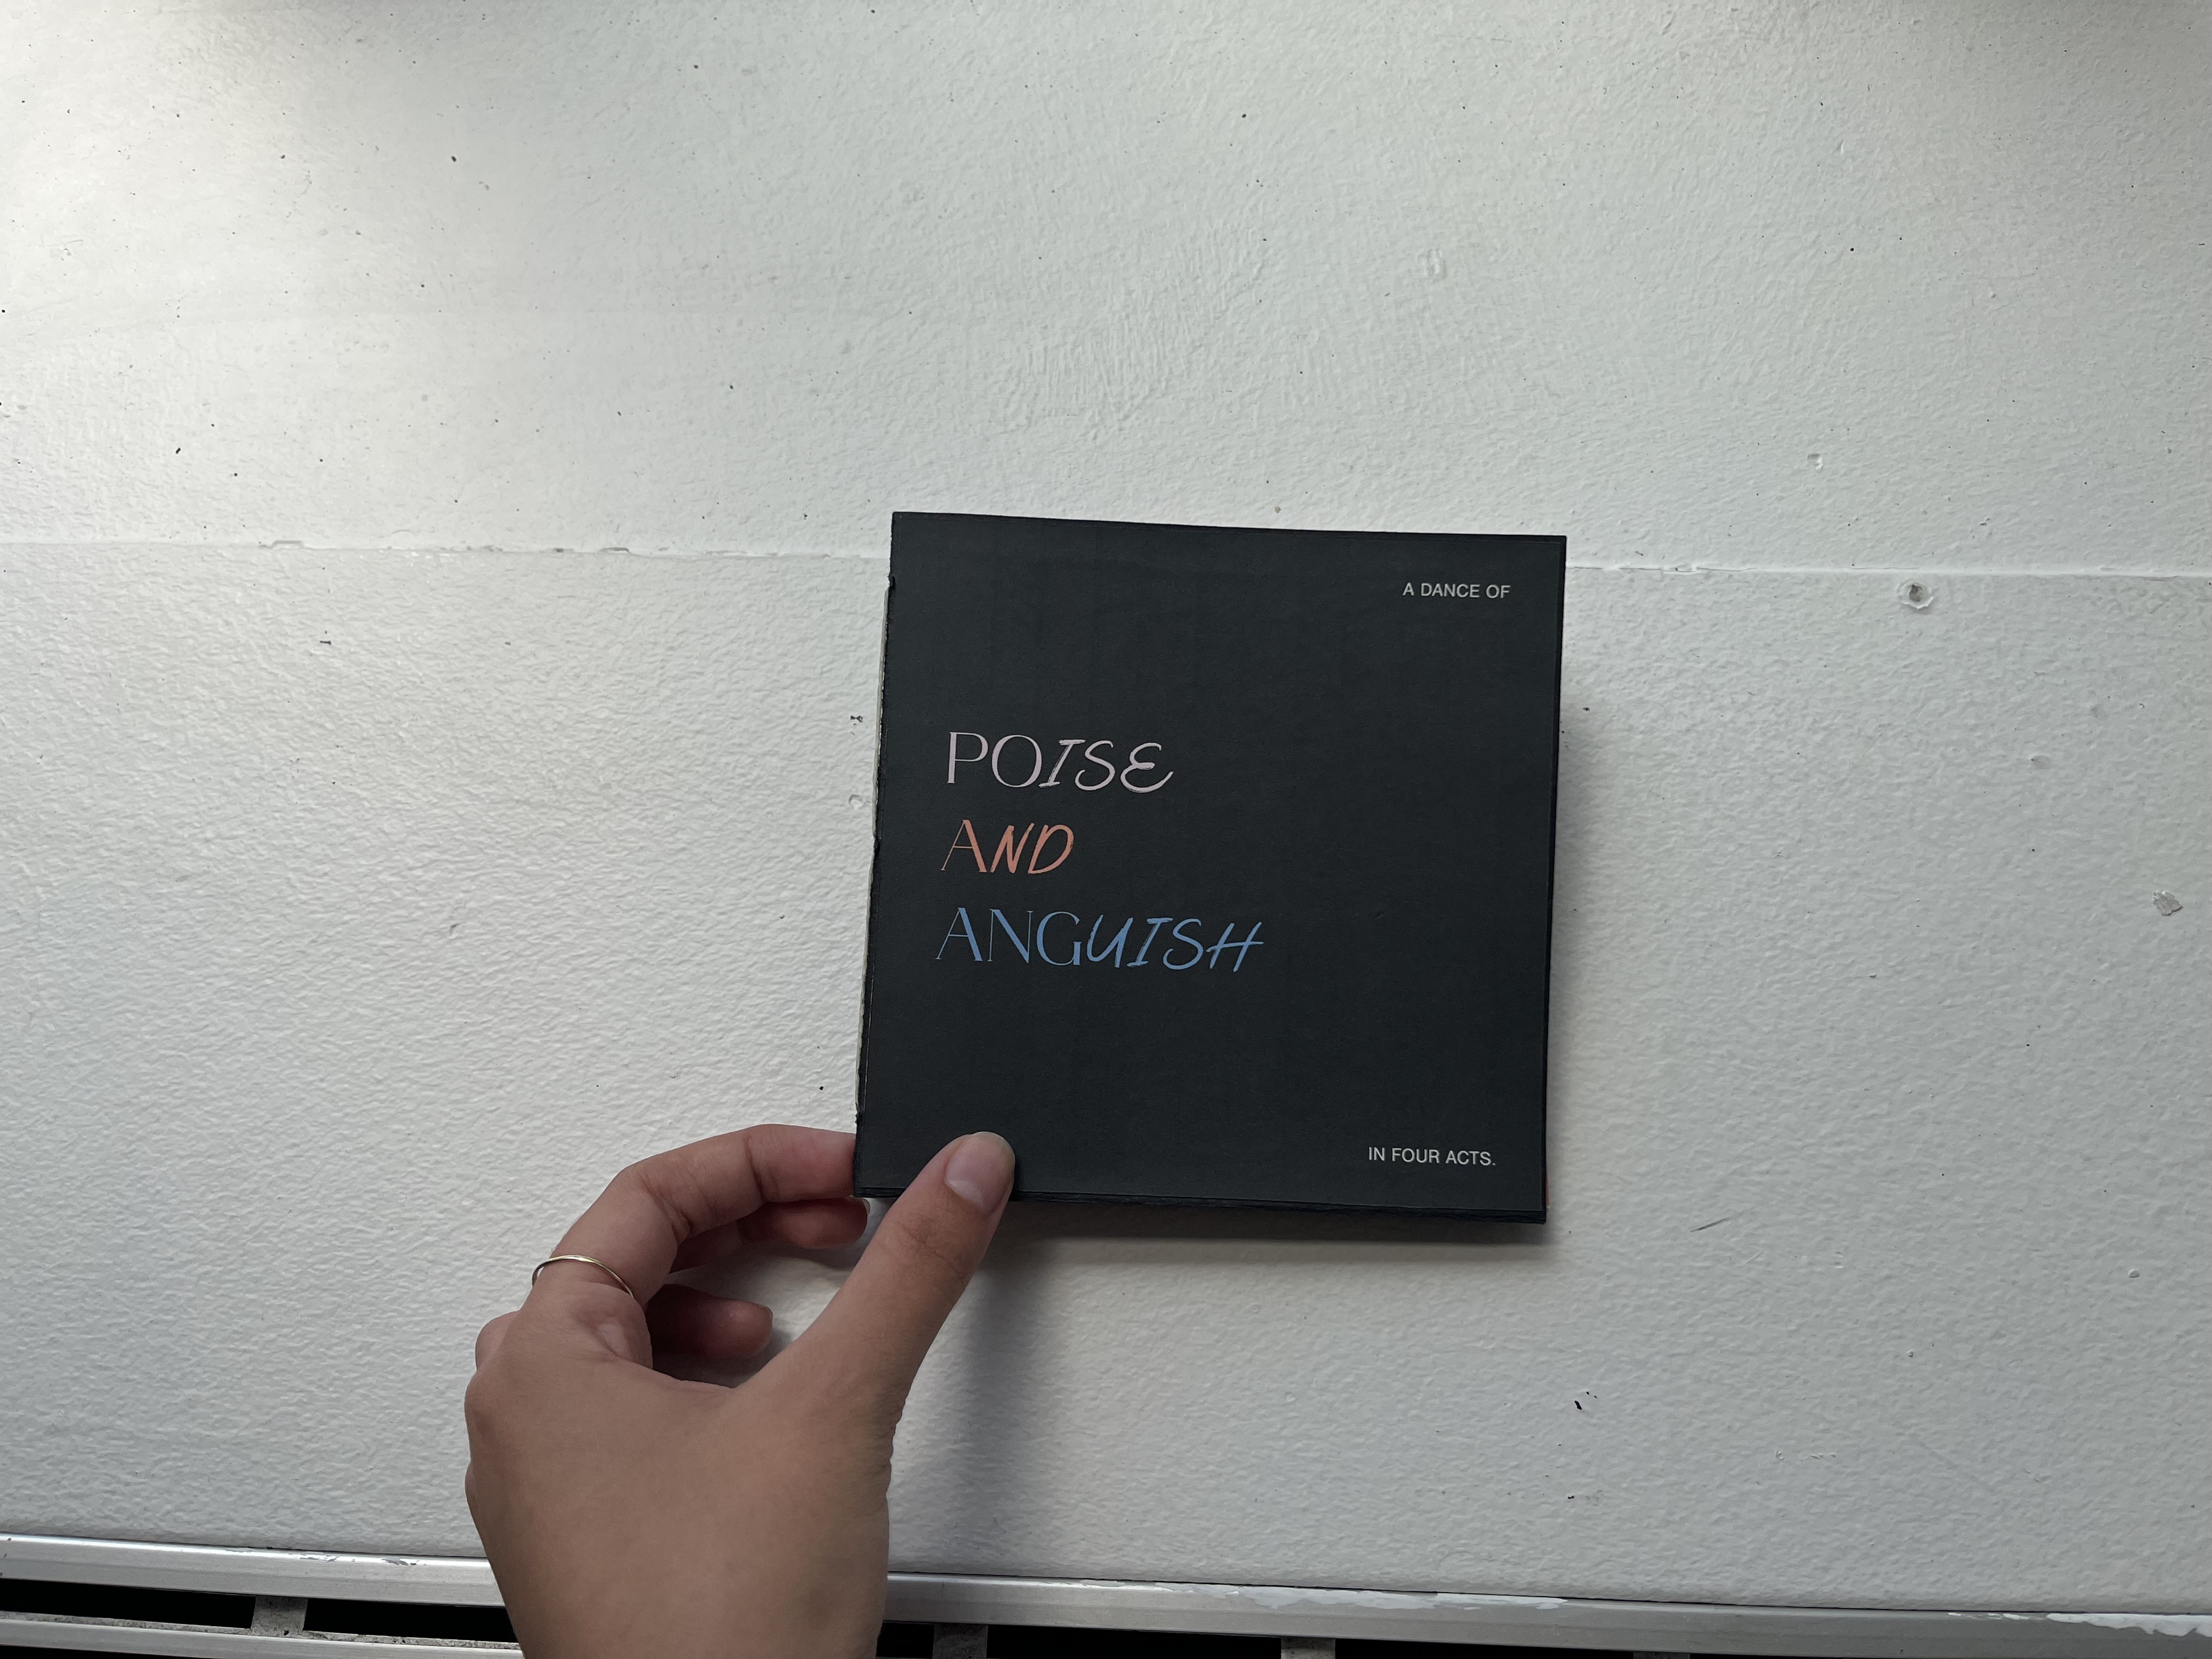 A DANCE OF
POISE
AND
ANGUISH
IN FOUR ACTS.